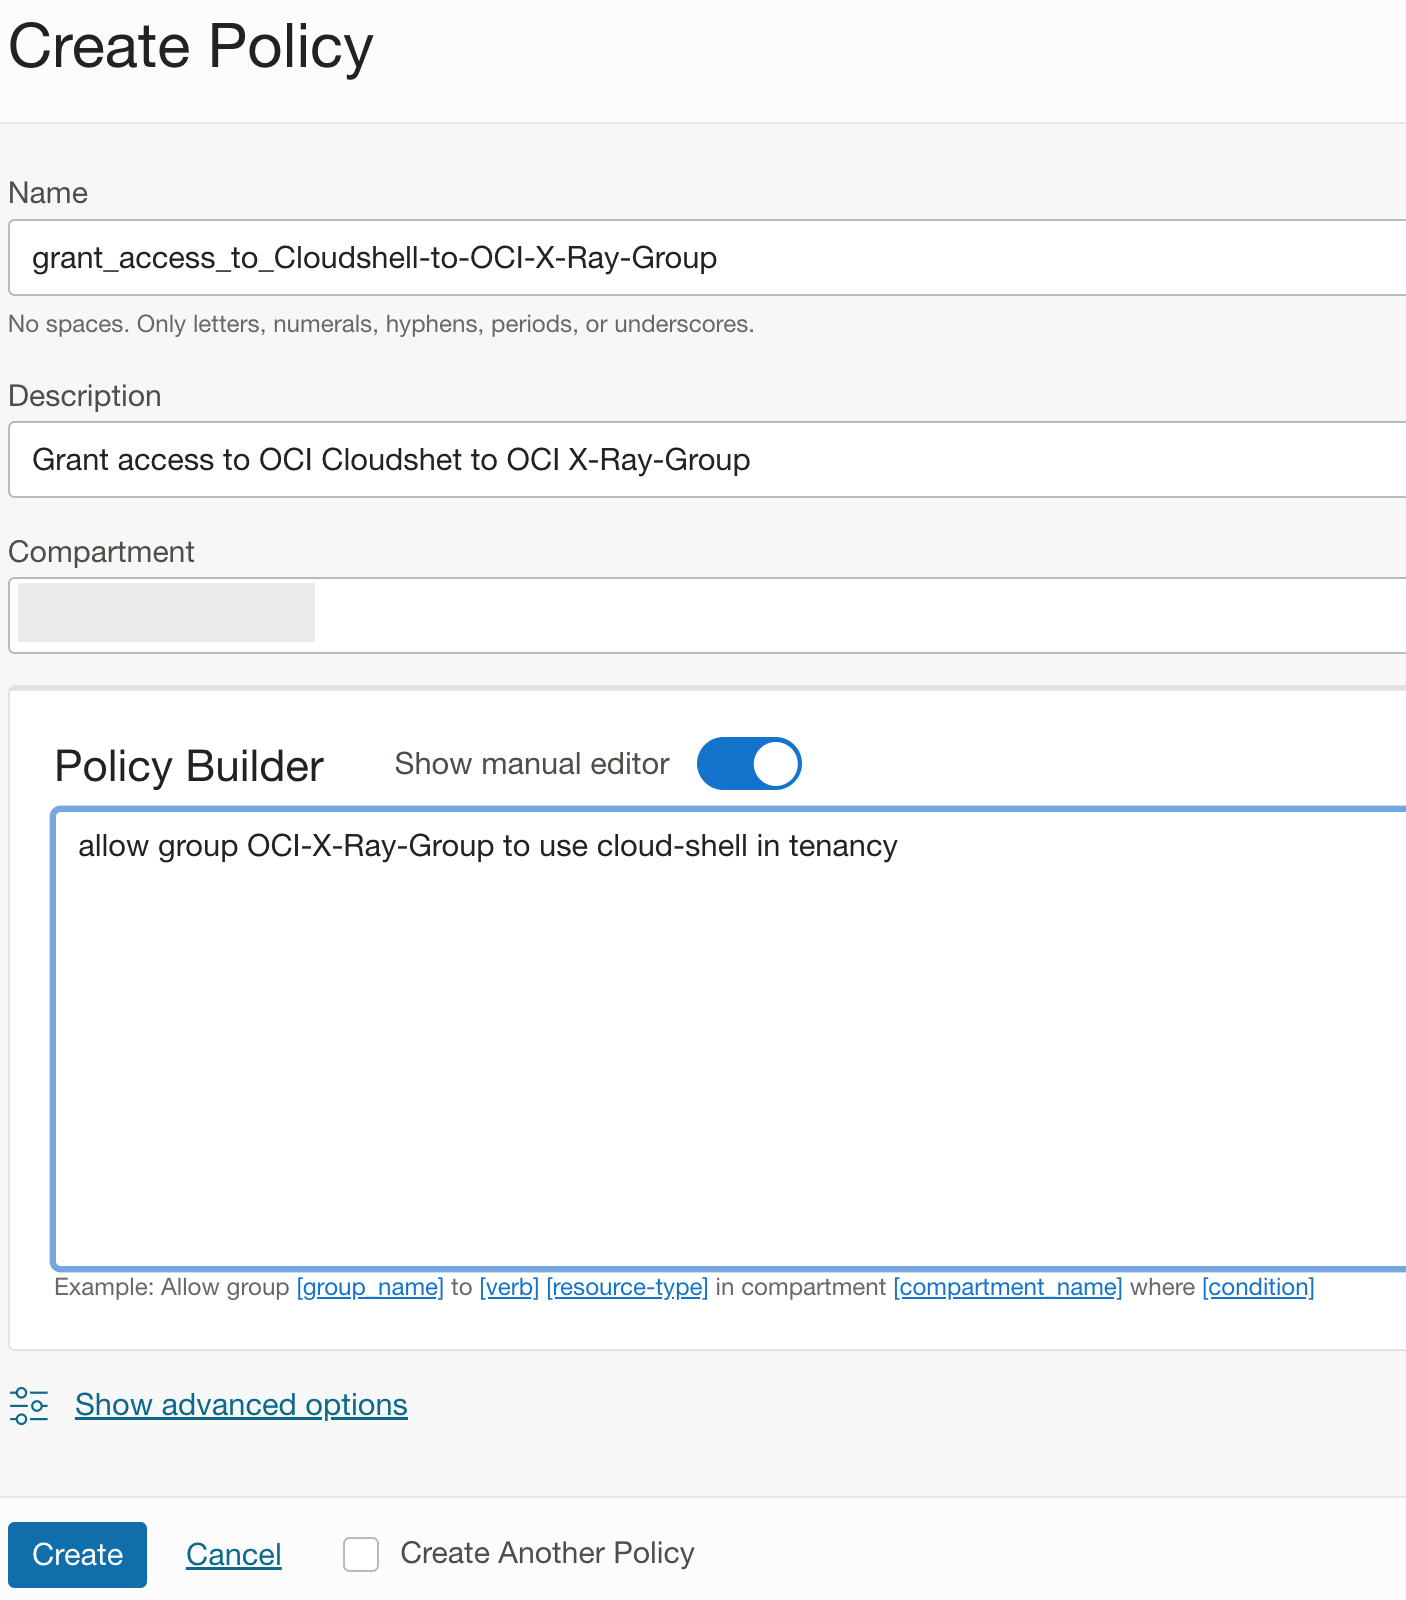 Create Policy
Name
grant_access_to_Cloudshell-to-OCI-X-Ray-Group
No spaces. Only letters, numerals, hyphens, periods, or underscores.
Description
Grant access to OCI Cloudshet to OCI X-Ray-Group
Compartment
Policy Builder Show manual editor
allow group OCI-X-Ray-Group to use cloud-shell in tenancy
Example: Allow group [group_name] to [verb] [resource-type] in compartment [compartment_name] where [condition]
Show advanced options
Create Cancel Create Another Policy